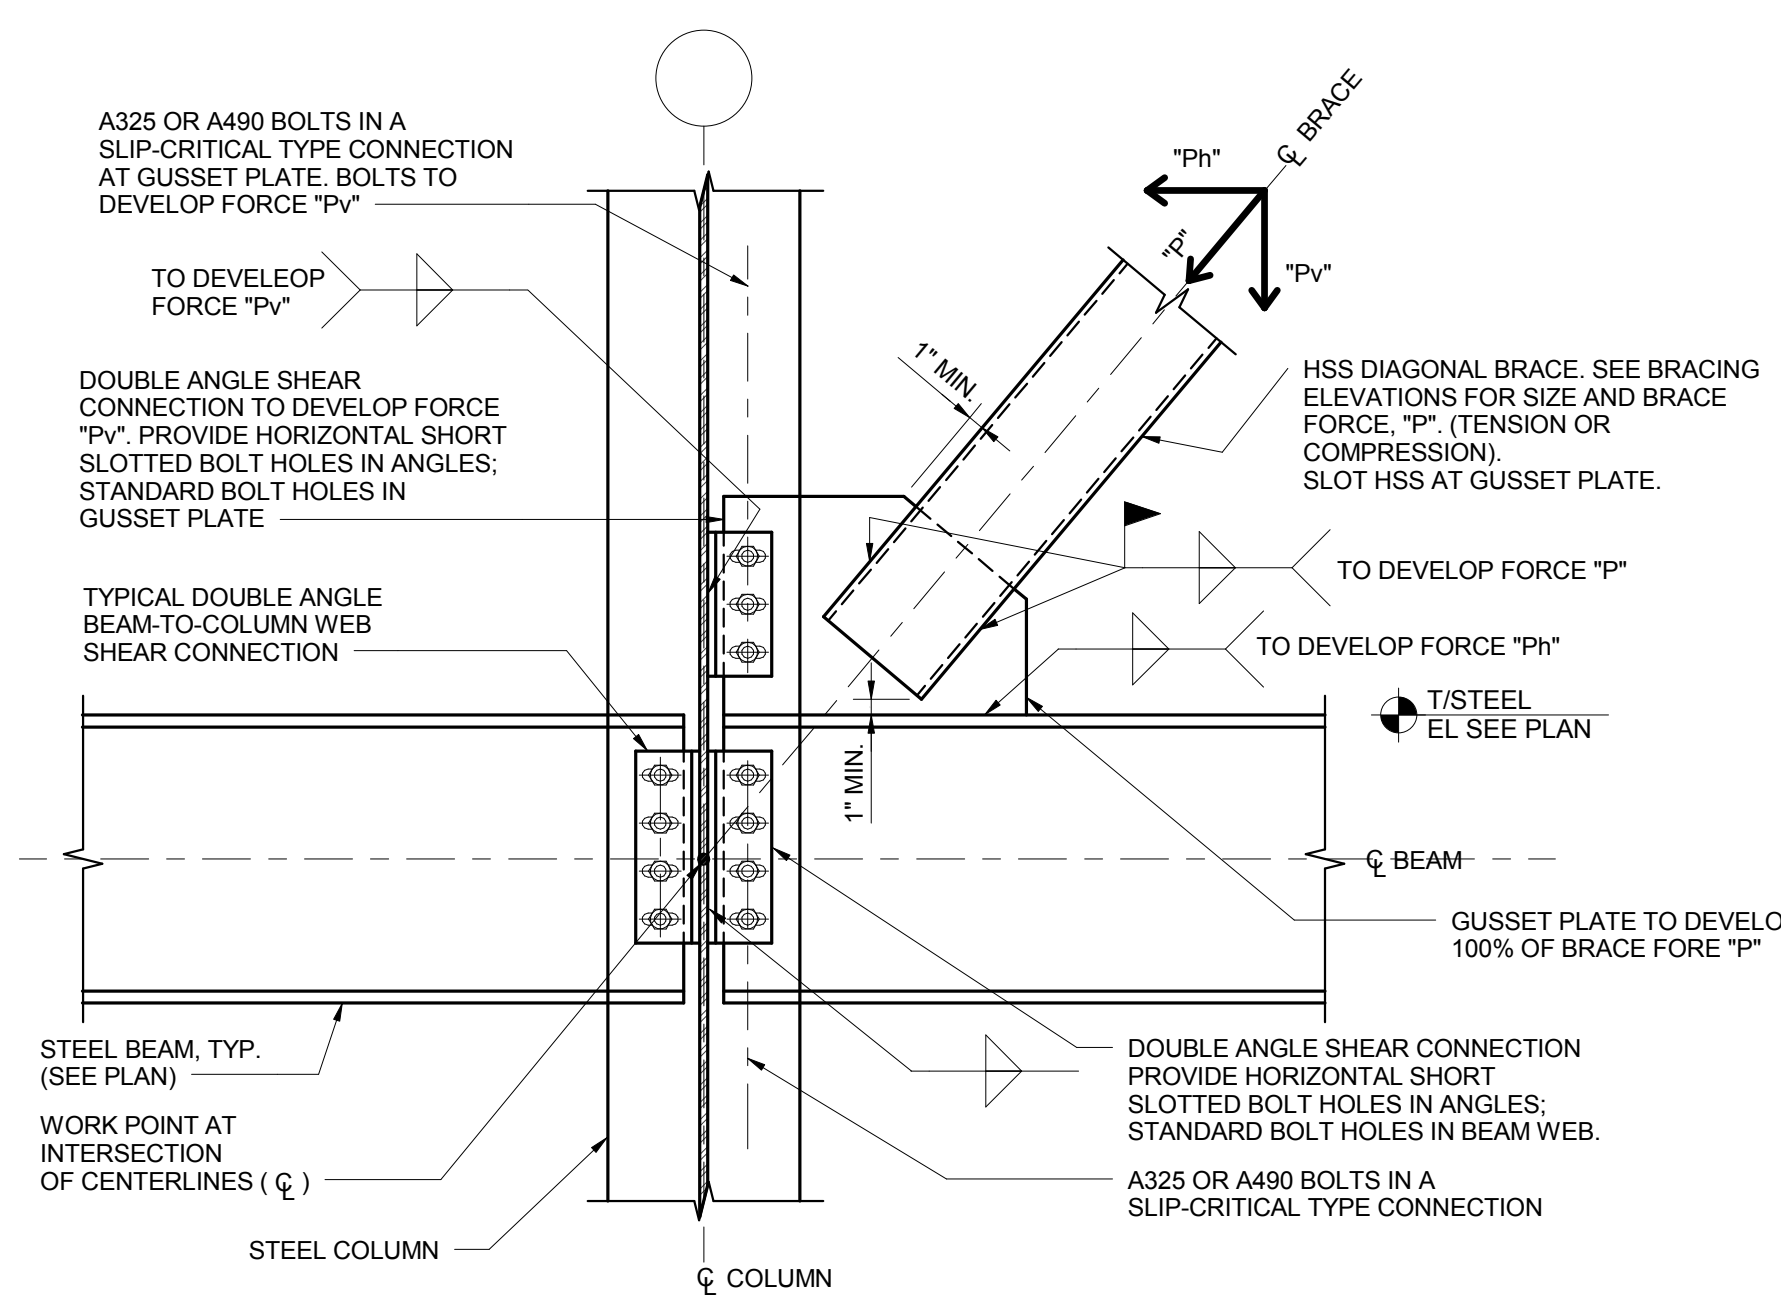 A325 OR A490 BOLTS IN A
SLIP-CRITICAL TYPE CONNECTION
AT GUSSET PLATE. BOLTS TO
DEVELOP FORCE "Pv"
TO DEVELEOP
FORCE "Pv"
DOUBLE ANGLE SHEAR
CONNECTION TO DEVELOP FORCE
"Pv". PROVIDE HORIZONTAL SHORT
SLOTTED BOLT HOLES IN ANGLES;
STANDARD BOLT HOLES IN
GUSSET PLATE
TYPICAL DOUBLE ANGLE
BEAM-TO-COLUMN WEB
SHEAR CONNECTION
STEEL BEAM, TYP.
(SEE PLAN)
WORK POINT AT
INTERSECTION
OF CENTERLINES ( ℄ )
STEEL COLUMN
℄ COLUMN
℄ BRACE
"Ph"
"P"
"Pv"
1" MIN.
HSS DIAGONAL BRACE. SEE BRACING
ELEVATIONS FOR SIZE AND BRACE
FORCE, "P". (TENSION OR
COMPRESSION).
SLOT HSS AT GUSSET PLATE.
TO DEVELOP FORCE "P"
TO DEVELOP FORCE "Ph"
T/STEEL
EL SEE PLAN
1" MIN.
℄ BEAM
GUSSET PLATE TO DEVELO
100% OF BRACE FORE "P"
DOUBLE ANGLE SHEAR CONNECTION
PROVIDE HORIZONTAL SHORT
SLOTTED BOLT HOLES IN ANGLES;
STANDARD BOLT HOLES IN BEAM WEB.
A325 OR A490 BOLTS IN A
SLIP-CRITICAL TYPE CONNECTION